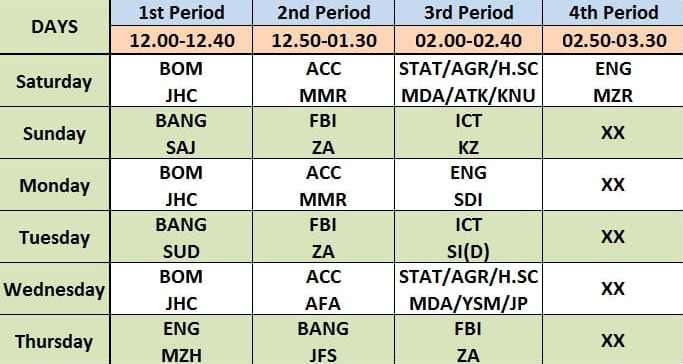 DAYS 1st Period 2nd Period 3rd Period 4th Period
12.00-12.40 12.50-01.30 02.00-02.40 02.50-03.30
Saturday BOM ACC STAT/AGR/H.SC ENG
JHC MMR MDA/ATK/KNU MZR
Sunday BANG FBI ICT XX
SAJ ZA KZ
Monday BOM ACC ENG XX
JHC MMR SDI
Tuesday BANG FBI ICT XX
SUD ZA SI(D)
Wednesday BOM ACC STAT/AGR/H.SC XX
JHC AFA MDA/YSM/JP
Thursday ENG BANG FBI XX
MZH JFS ZA